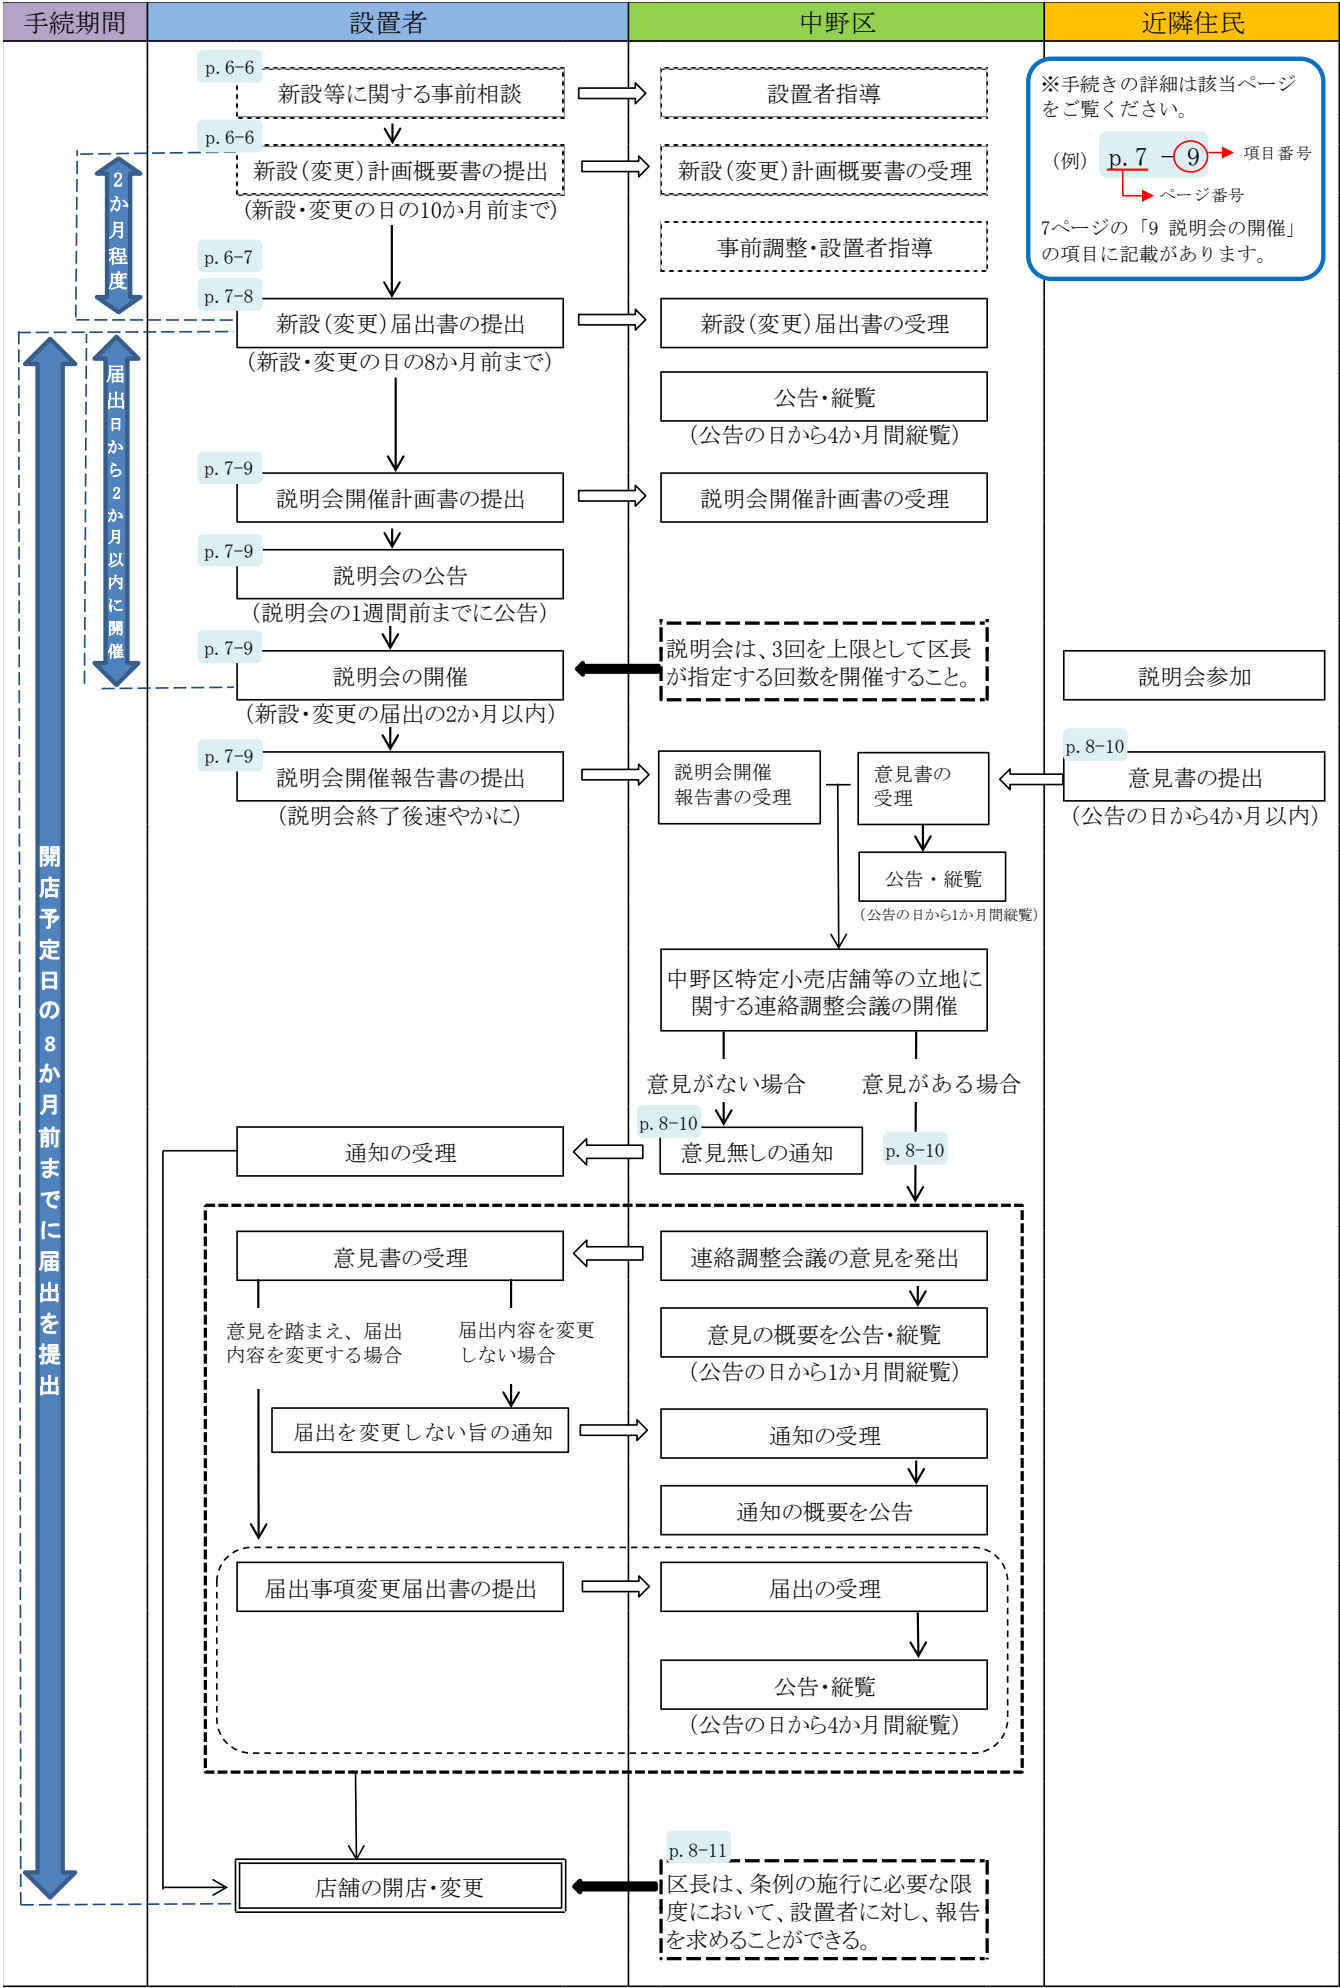 手続期間
設置者
中野区
近隣住民
p.6-6
新設等に関する事前相談
設置者指導
※手続きの詳細は該当ページ
をご覧ください。
(例)
p.7-9
項目番号
ページ番号
7ページの「9 説明会の開催」
の項目に記載があります。
p.6-6
新設(変更)計画概要書の提出
(新設・変更の日の10か月前まで)
新設(変更)計画概要書の受理
2か月程度
事前調整・設置者指導
p.6-7
p.7-8
新設(変更)届出書の提出
(新設・変更の日の8か月前まで)
新設(変更)届出書の受理
届出日から2か月以内に開催
公告・縦覧
(公告の日から4か月間縦覧)
p.7-9
説明会開催計画書の提出
説明会開催計画書の受理
p.7-9
説明会の公告
(説明会の1週間前までに公告)
p.7-9
説明会の開催
(新設・変更の届出の2か月以内)
説明会は、3回を上限として区長
が指定する回数を開催すること。
説明会参加
p.7-9
説明会開催報告書の提出
(説明会終了後速やかに)
説明会開催
報告書の受理
意見書の
受理
p.8-10
意見書の提出
(公告の日から4か月以内)
公告・縦覧
(公告の日から1か月間縦覧)
開店予定日の8か月前までに届出を提出
中野区特定小売店舗等の立地に
関する連絡調整会議の開催
意見がない場合
意見がある場合
p.8-10
意見無しの通知
p.8-10
通知の受理
意見書の受理
連絡調整会議の意見を発出
意見を踏まえ、届出
内容を変更する場合
届出内容を変更
しない場合
意見の概要を公告・縦覧
(公告の日から1か月間縦覧)
届出を変更しない旨の通知
通知の受理
通知の概要を公告
届出事項変更届出書の提出
届出の受理
公告・縦覧
(公告の日から4か月間縦覧)
店舗の開店・変更
p.8-11
区長は、条例の施行に必要な限
度において、設置者に対し、報告
を求めることができる。